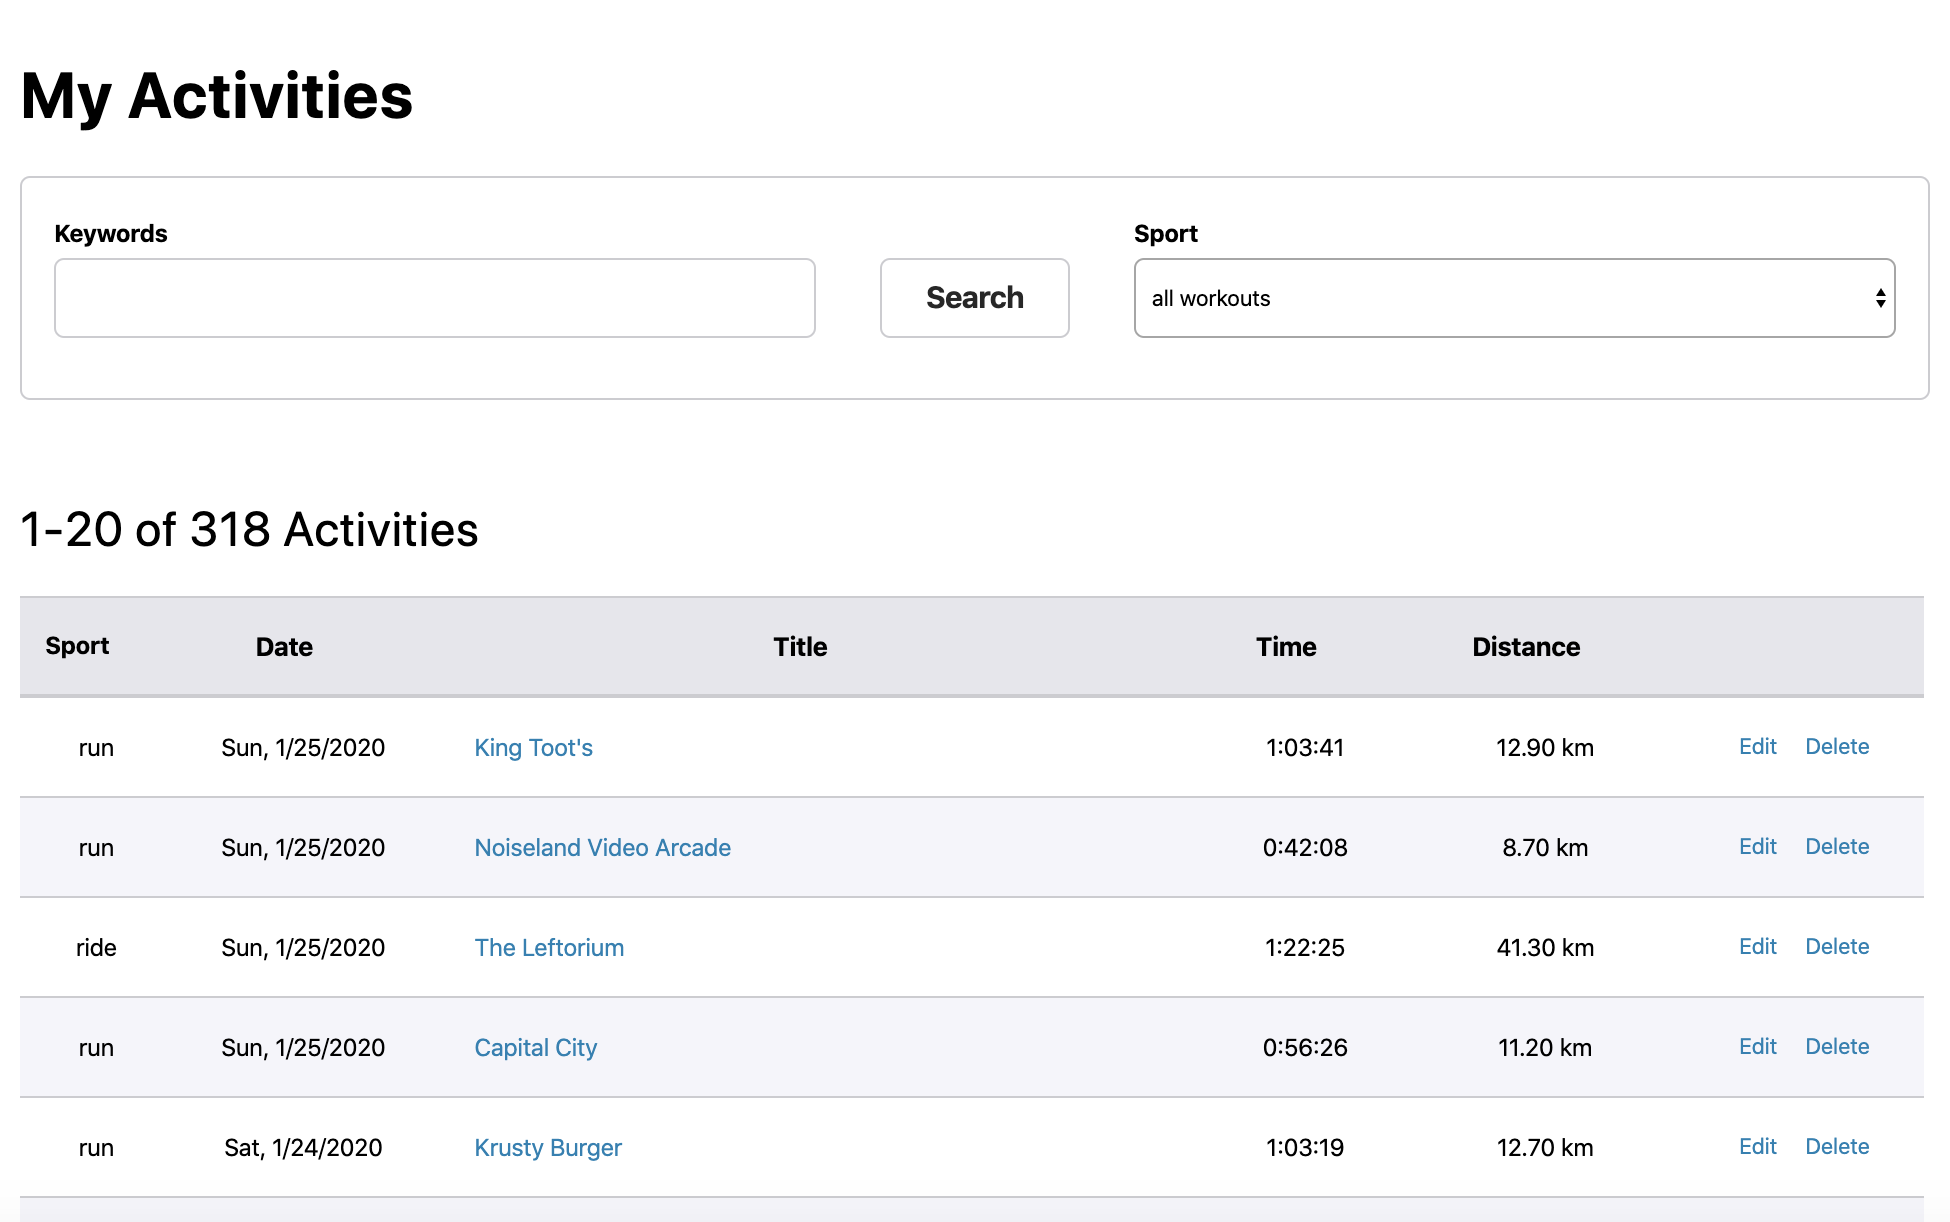 My Activities
Keywords
Sport
Search
all workouts
1-20 of 318 Activities
Sport Date Title Time Distance
run Sun, 1/25/2020 King Toot's 1:03:41 12.90 km Edit Delete
run Sun, 1/25/2020 Noiseland Video Arcade 0:42:08 8.70 km Edit Delete
ride Sun, 1/25/2020 The Leftorium 1:22:25 41.30 km Edit Delete
run Sun, 1/25/2020 Capital City 0:56:26 11.20 km Edit Delete
run Sat, 1/24/2020 Krusty Burger 1:03:19 12.70 km Edit Delete